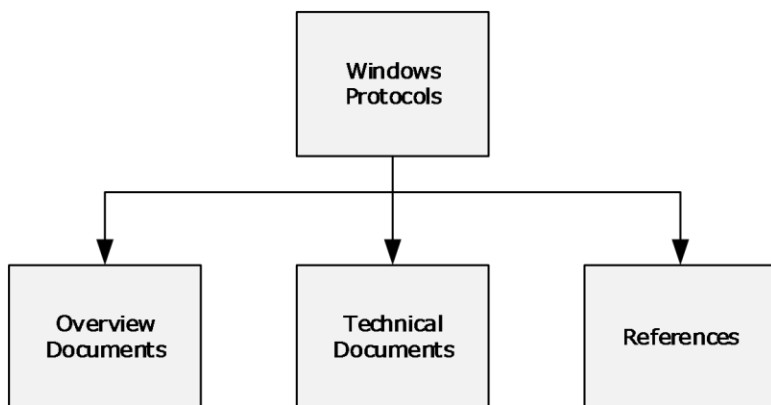 Windows
Protocols
Overview
Documents
Technical
Documents
References